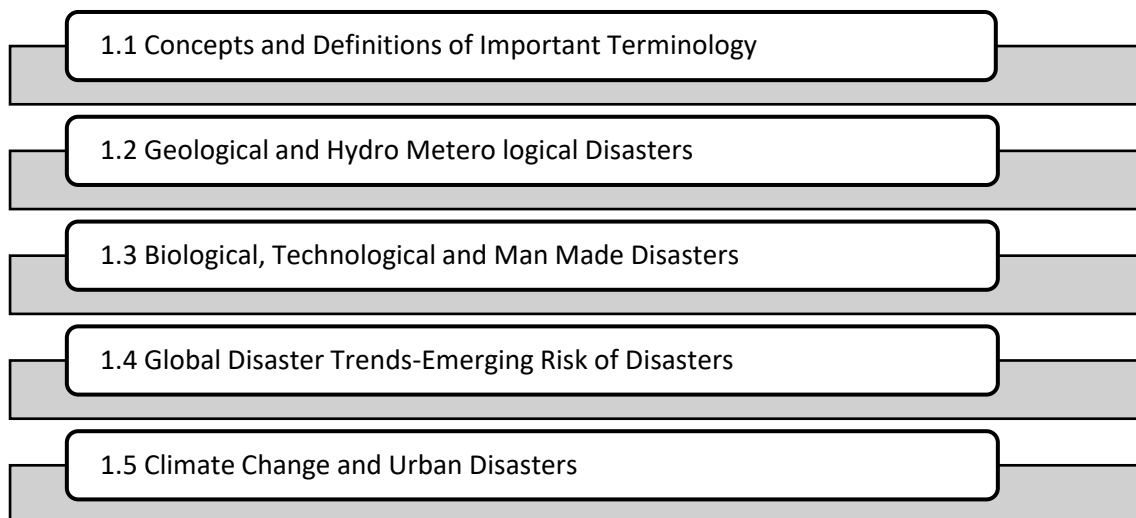 1.1 Concepts and Definitions of Important Terminology
1.2 Geological and Hydro Metero logical Disasters
1.3 Biological, Technological and Man Made Disasters
1.4 Global Disaster Trends-Emerging Risk of Disasters
1.5 Climate Change and Urban Disasters